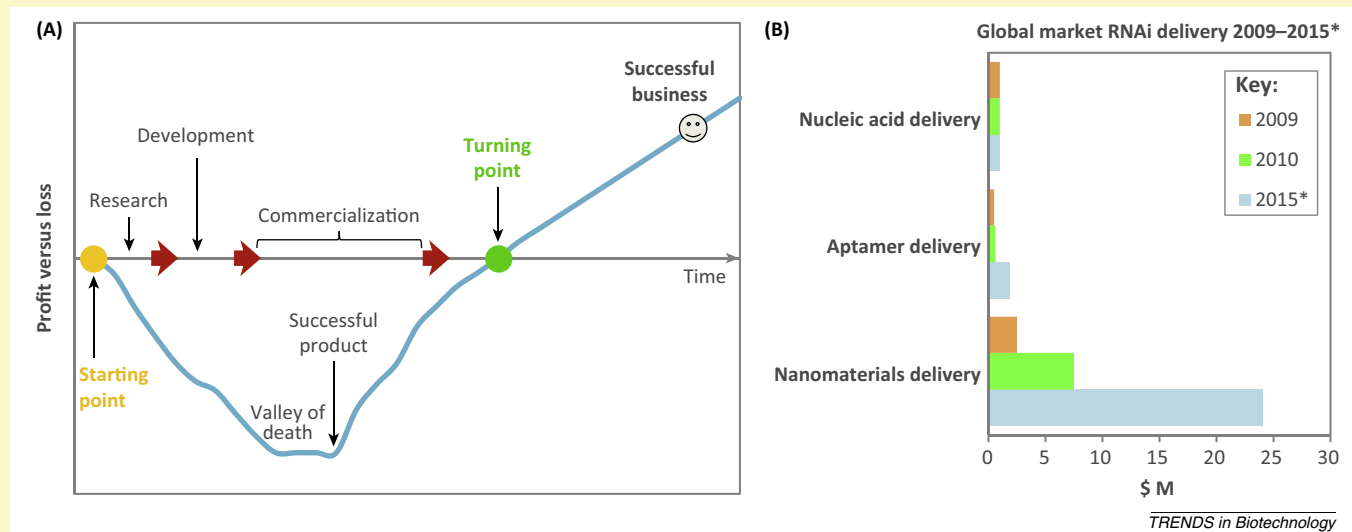 (A)
Profit versus loss
Starting
point
Research
Development
Commercialization
Valley of
death
Successful
product
Turning
point
Successful
business
Time
(B)
Global market RNAi delivery 2009–2015*
Key:
2009
2010
2015*
Nucleic acid delivery
Aptamer delivery
Nanomaterials delivery
0 5 10 15 20 25 30
$ M
TRENDS in Biotechnology